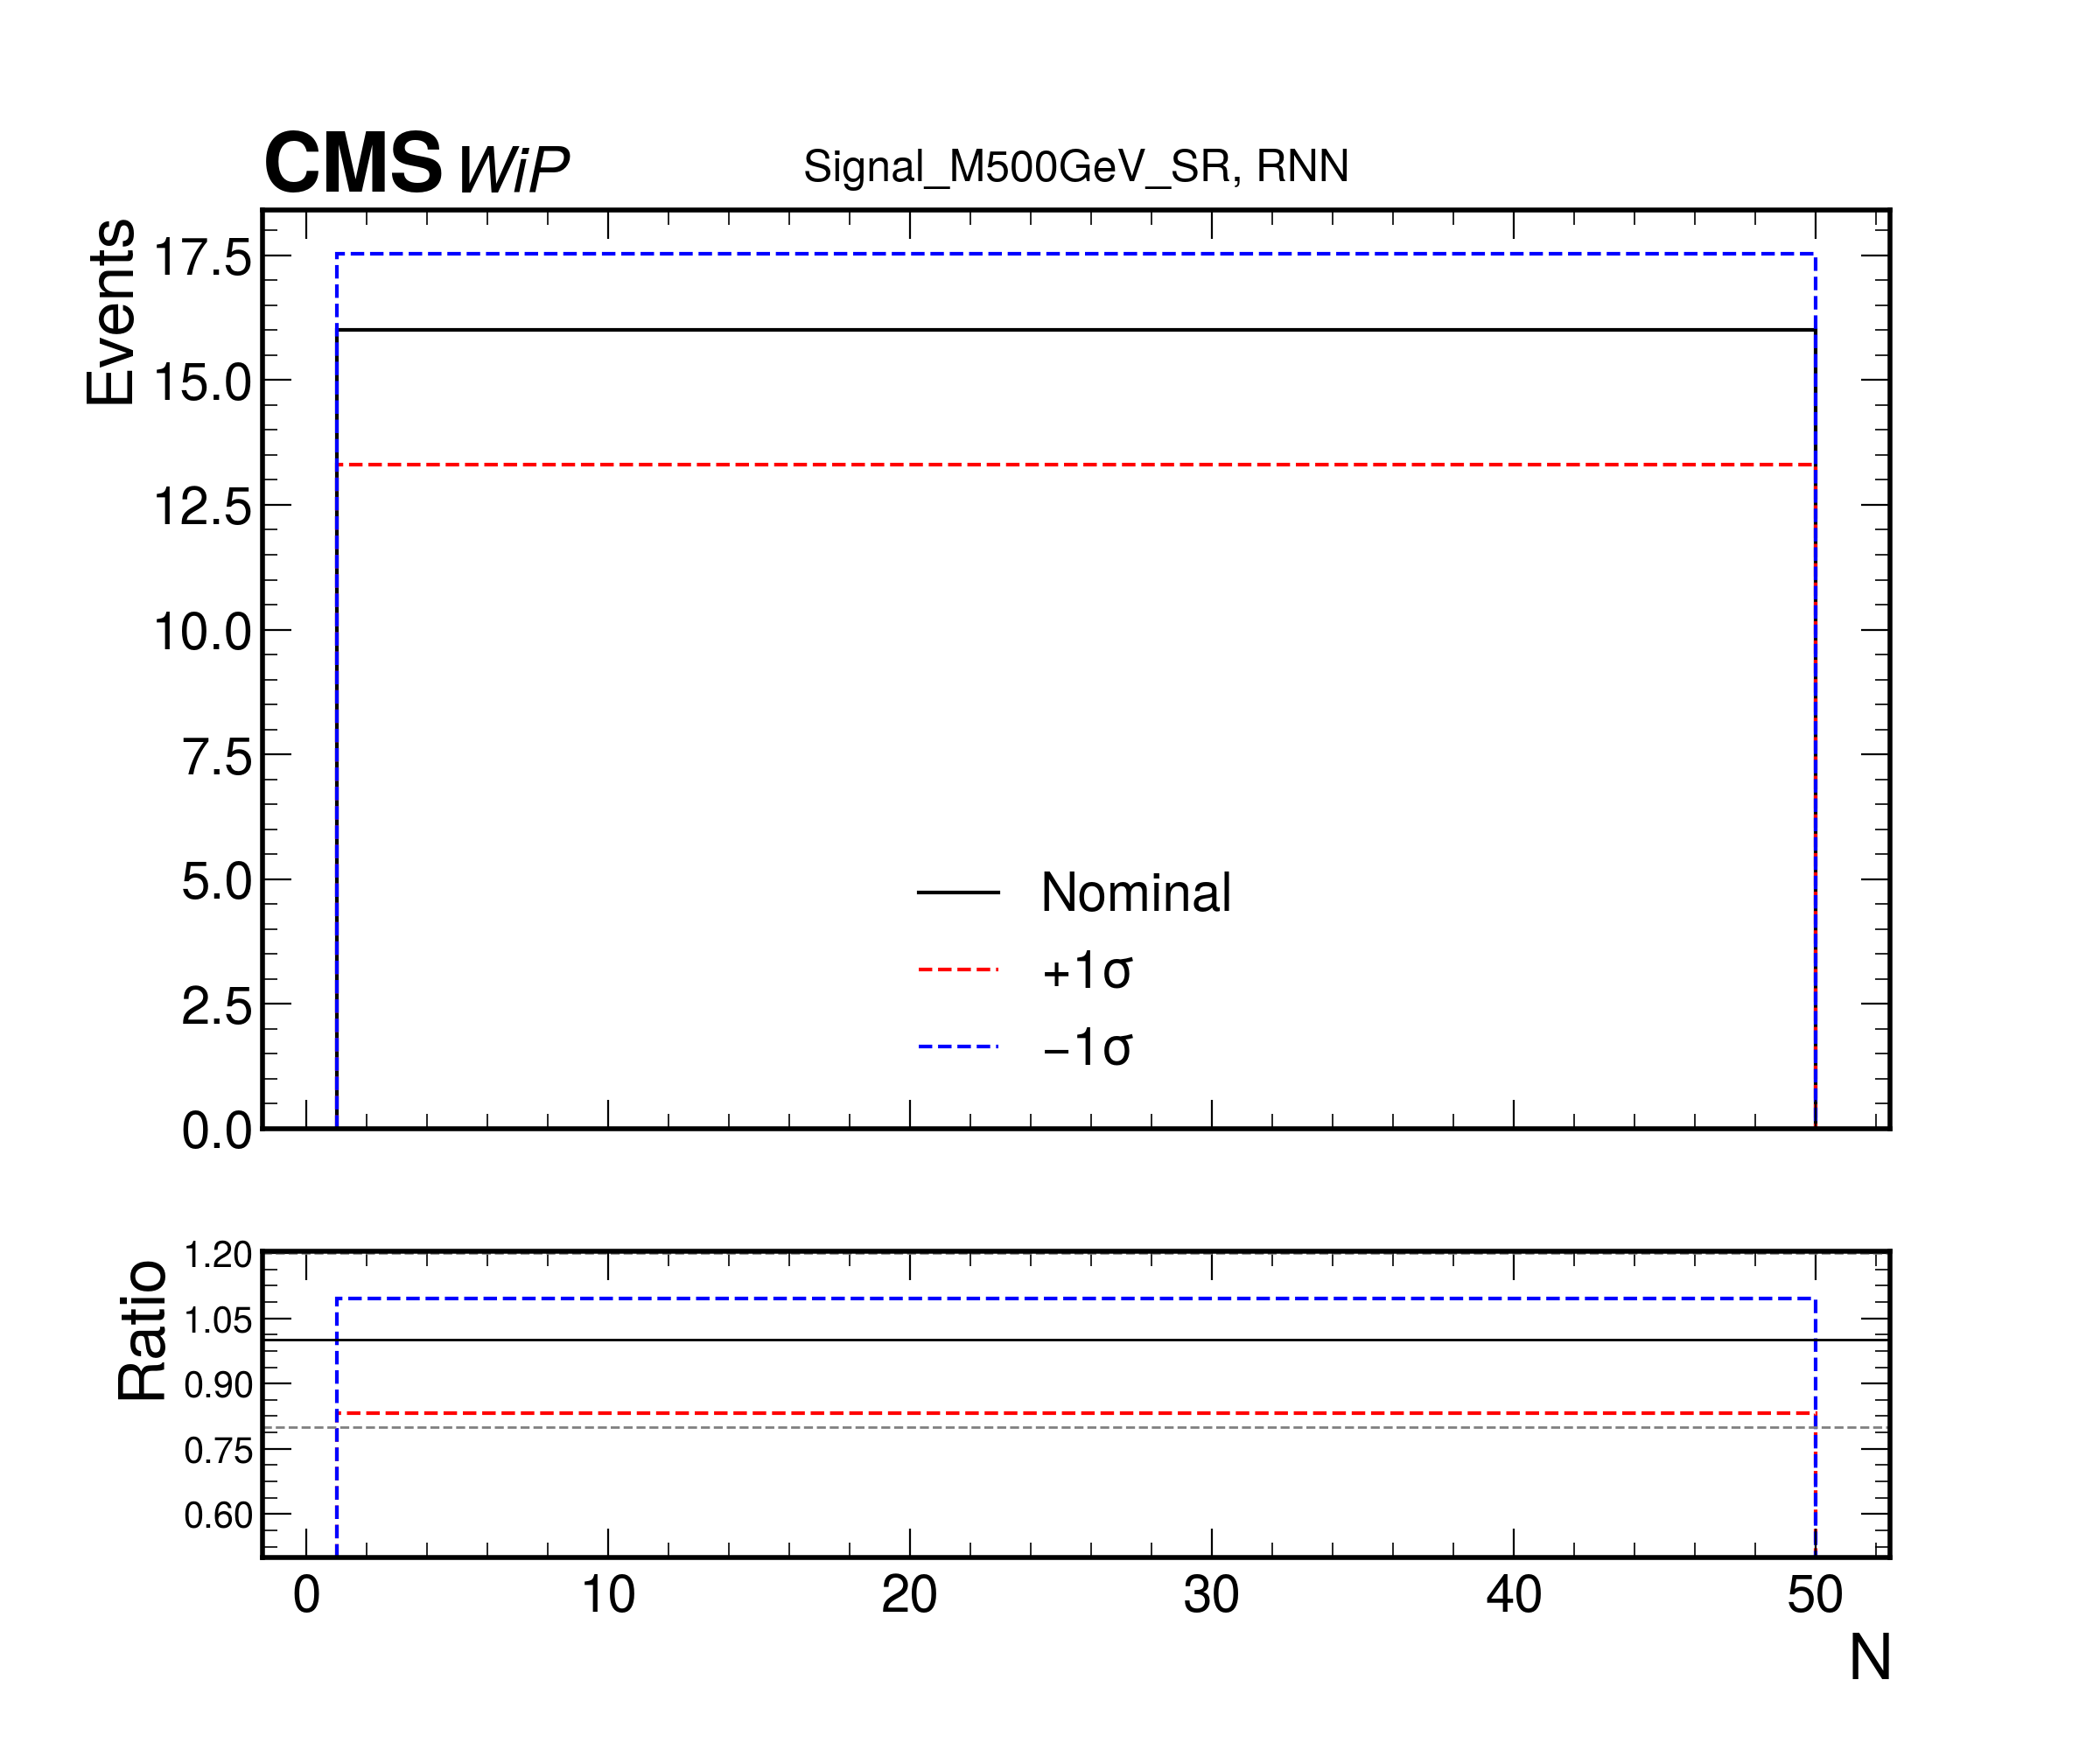 CMS WiP
Signal_M500GeV_SR, RNN
Events
17.5
15.0
12.5
10.0
7.5
5.0
2.5
0.0
Nominal
+1σ
−1σ
Ratio
1.20
1.05
0.90
0.75
0.60
0 10 20 30 40 50
N